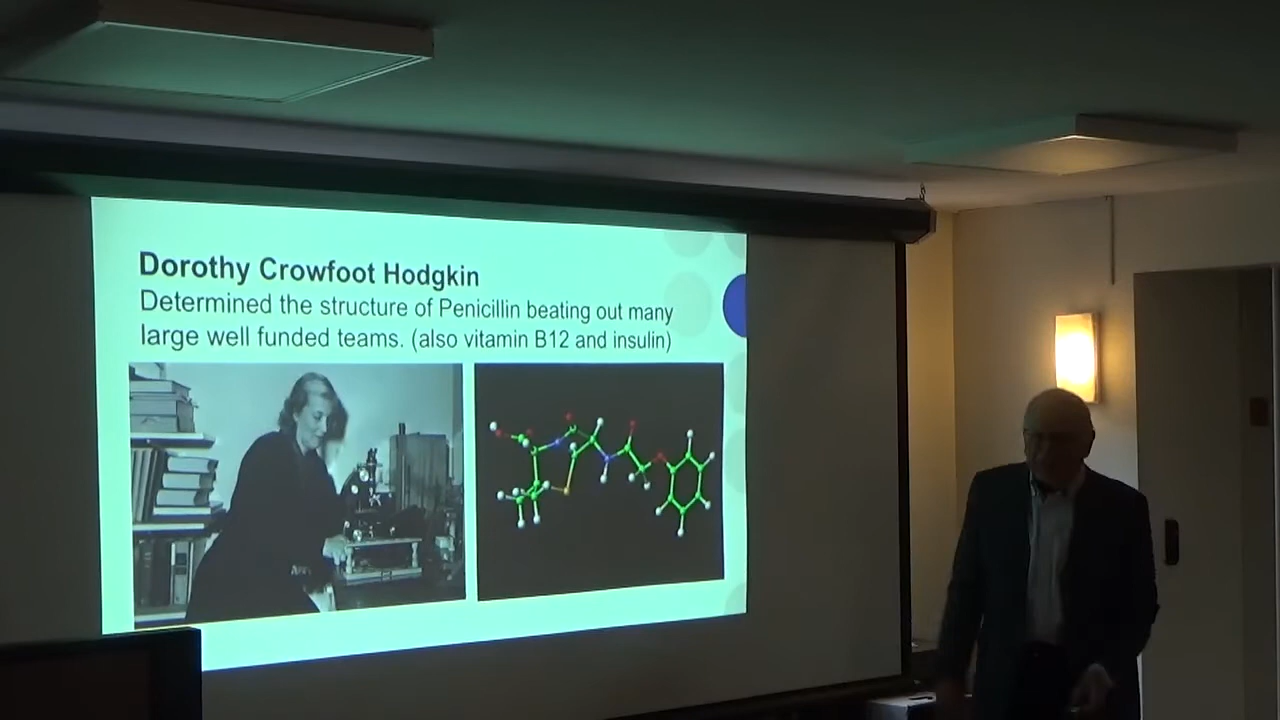 Dorothy Crowfoot Hodgkin
Determined the structure of Penicillin beating out many
large well funded teams. (also vitamin B12 and insulin)